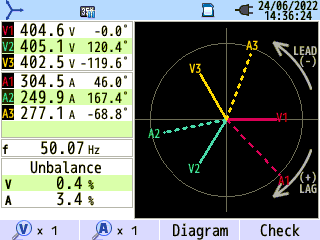 24/06/2022
14:36:24
V1 404.6 V -0.0°
V2 405.1 V 120.4°
V3 402.5 V -119.6°
A1 304.5 A 46.0°
A2 249.9 A 167.4°
A3 277.1 A -68.8°
f 50.07 Hz
Unbalance
V 0.4 %
A 3.4 %
A3
LEAD
(-)
V3
V1
A2
V2
A1
(+)
LAG
V x 1
A x 1
Diagram
Check